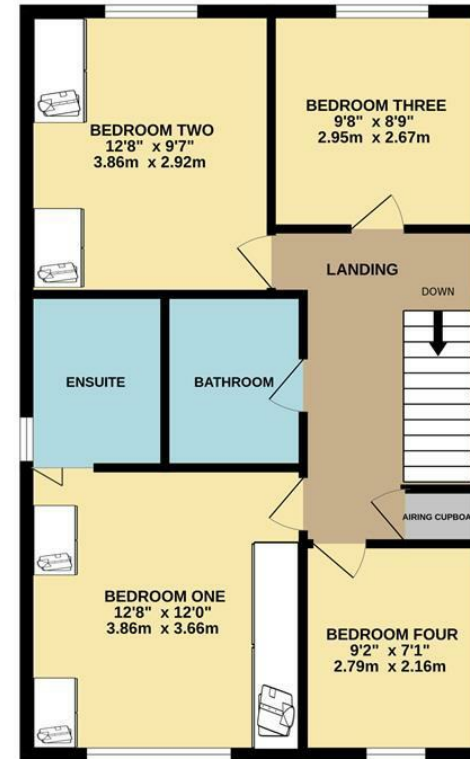 BEDROOM TWO
12'8" x 9'7"
3.86m x 2.92m
BEDROOM THREE
9'8" x 8'9"
2.95m x 2.67m
LANDING
DOWN
ENSUITE
BATHROOM
AIRING CUPBOA
BEDROOM ONE
12'8" x 12'0"
3.86m x 3.66m
BEDROOM FOUR
9'2" x 7'1"
2.79m x 2.16m